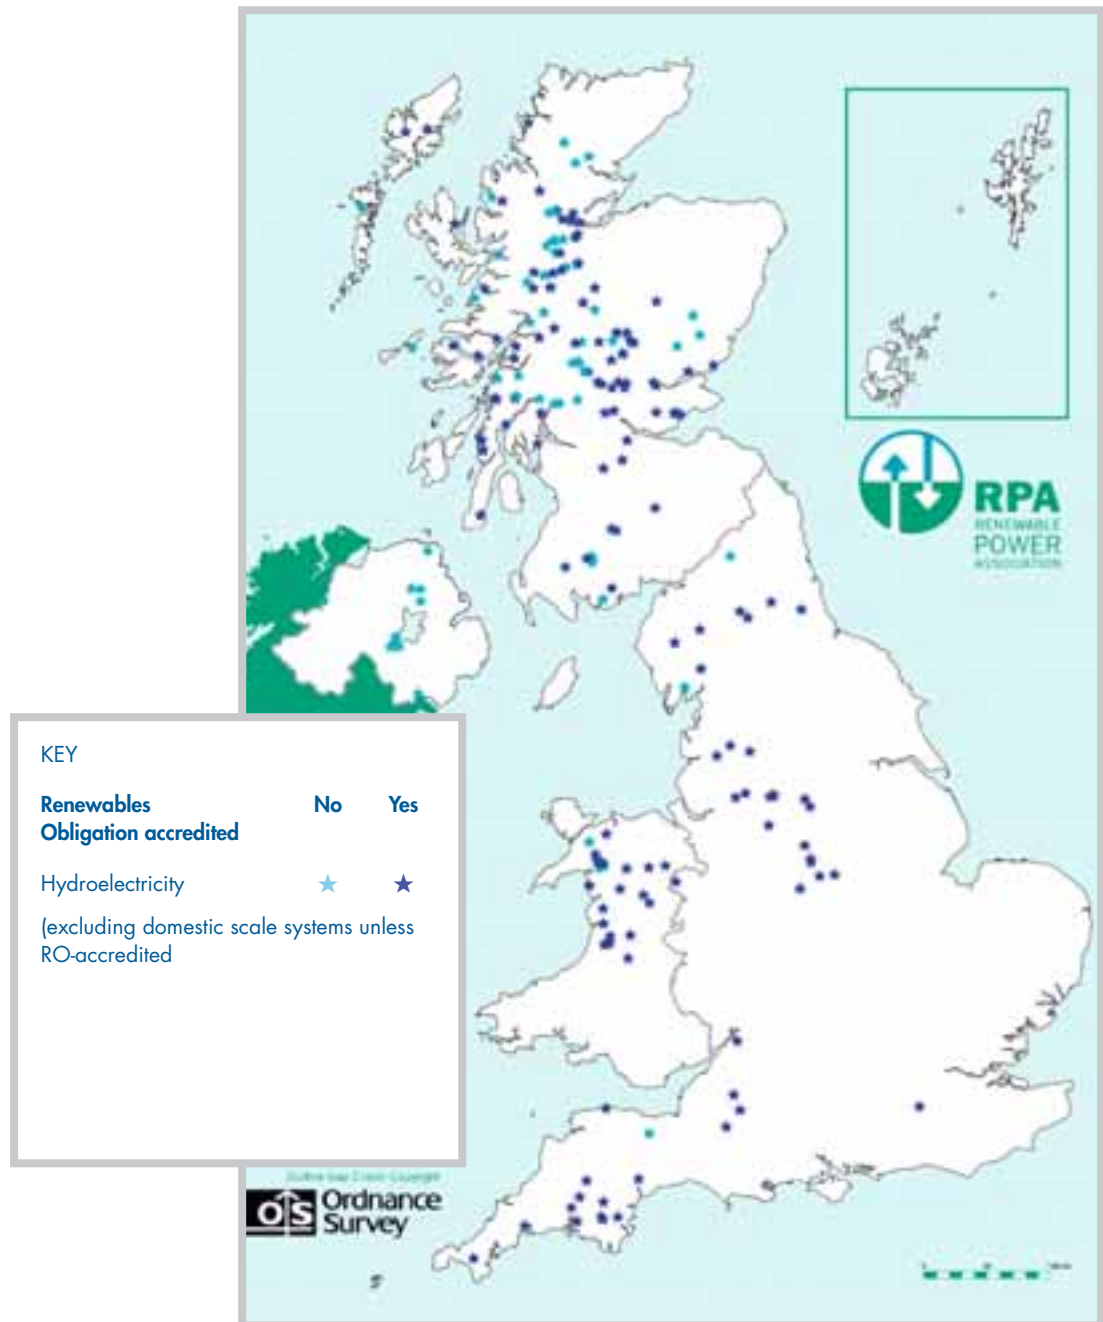 RPA
RENEWABLE
POWER
ASSOCIATION
KEY
Renewables No Yes
Obligation accredited
Hydroelectricity
(excluding domestic scale systems unless
RO-accredited
Ordnance
Survey